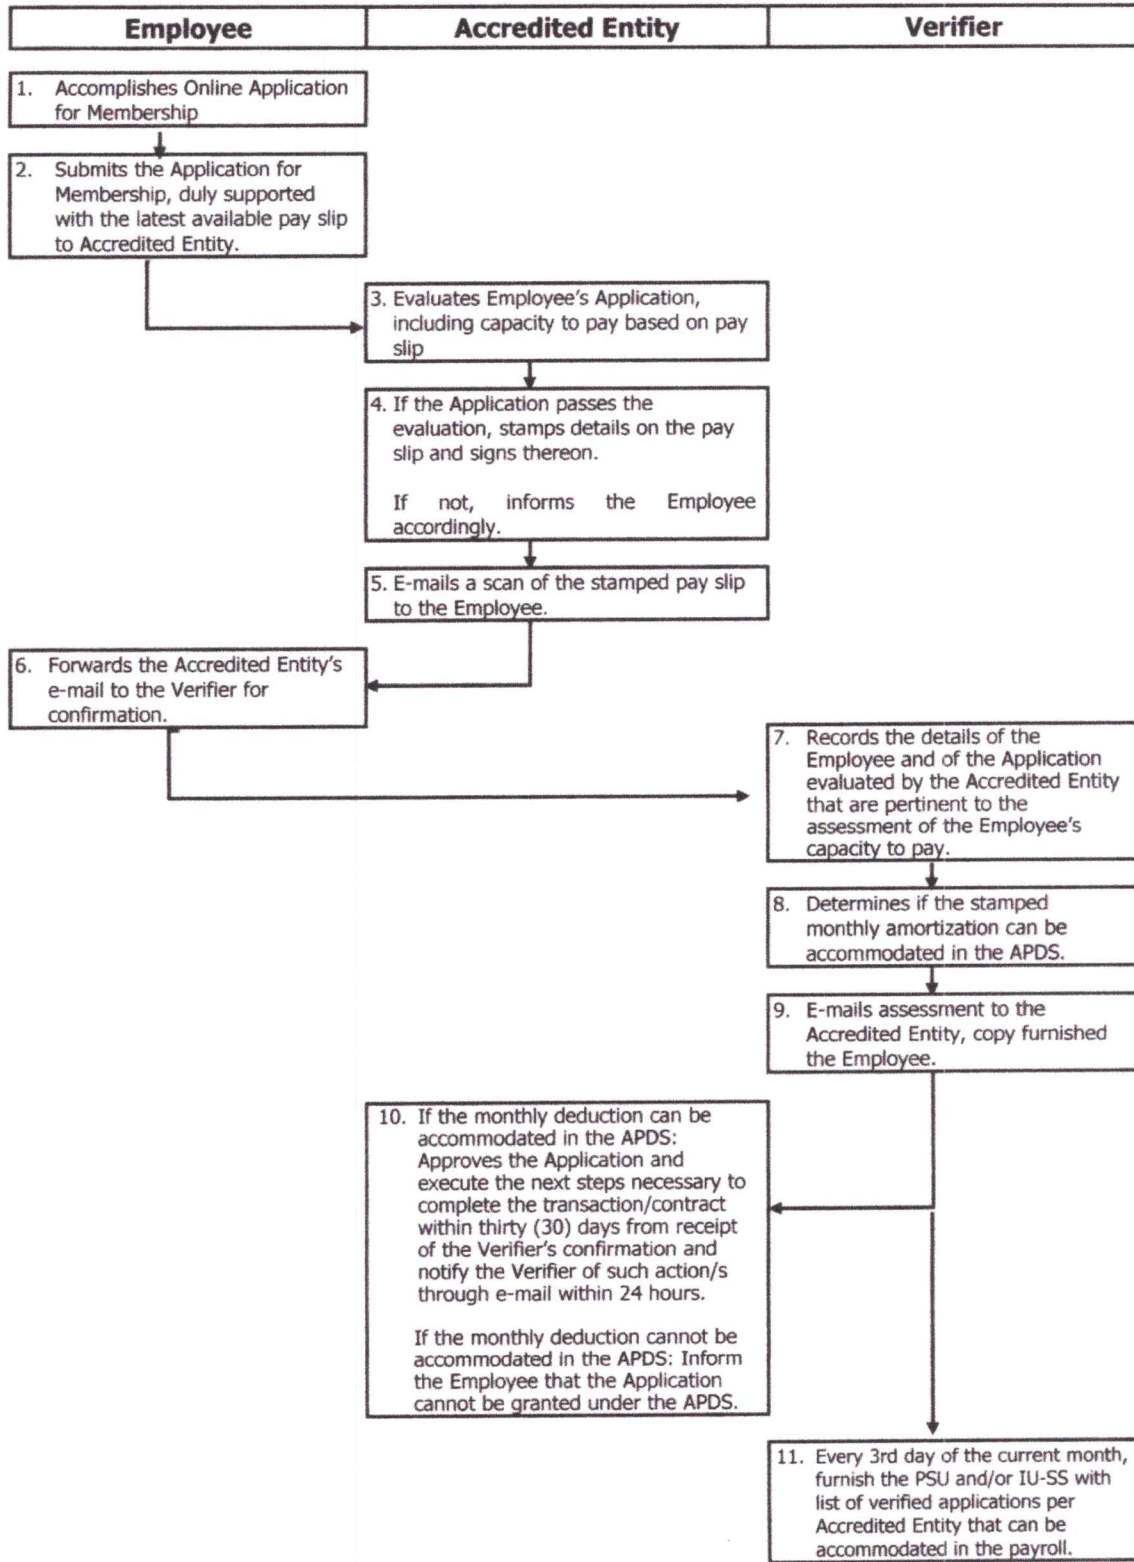 Employee
Accredited Entity
Verifier
1. Accomplishes Online Application
for Membership
2. Submits the Application for
Membership, duly supported
with the latest available pay slip
to Accredited Entity.
3. Evaluates Employee's Application,
including capacity to pay based on pay
slip
4. If the Application passes the
evaluation, stamps details on the pay
slip and signs thereon.
If not, informs the Employee
accordingly.
5. E-mails a scan of the stamped pay slip
to the Employee.
6. Forwards the Accredited Entity's
e-mail to the Verifier for
confirmation.
7. Records the details of the
Employee and of the Application
evaluated by the Accredited Entity
that are pertinent to the
assessment of the Employee's
capacity to pay.
8. Determines if the stamped
monthly amortization can be
accommodated in the APDS.
9. E-mails assessment to the
Accredited Entity, copy furnished
the Employee.
10. If the monthly deduction can be
accommodated in the APDS:
Approves the Application and
execute the next steps necessary to
complete the transaction/contract
within thirty (30) days from receipt
of the Verifier's confirmation and
notify the Verifier of such action/s
through e-mail within 24 hours.
If the monthly deduction cannot be
accommodated in the APDS: Inform
the Employee that the Application
cannot be granted under the APDS.
11. Every 3rd day of the current month,
furnish the PSU and/or IU-SS with
list of verified applications per
Accredited Entity that can be
accommodated in the payroll.